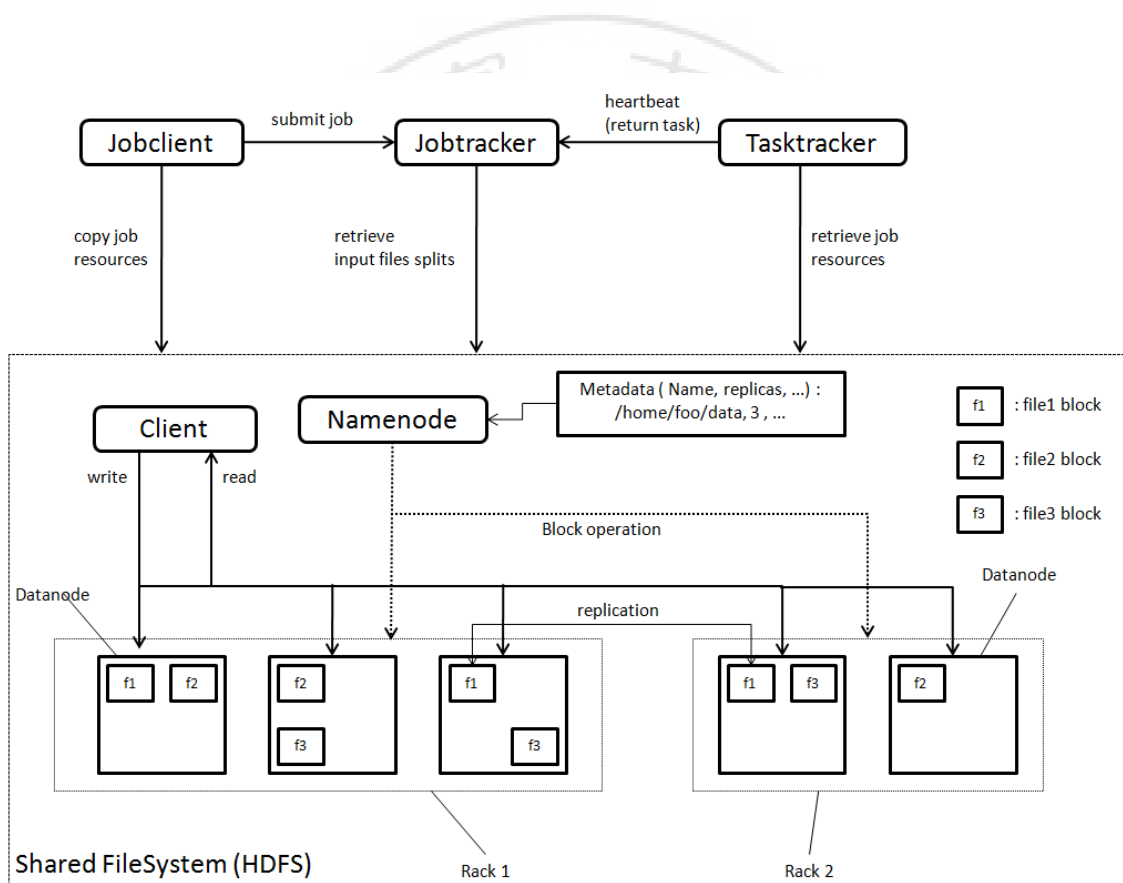 heartbeat
(return task)
submit job
Jobclient
Jobtracker
Tasktracker
copy job
resources
retrieve
input files splits
retrieve job
resources
Metadata ( Name, replicas, ...) :
/home/foo/data, 3 , ...
Client
Namenode
f1 : file1 block
f2 : file2 block
f3 : file3 block
write
read
Block operation
Datanode
Datanode
replication
f1 f2
f2
f3
f1
f3
f1 f3
f2
Shared FileSystem (HDFS)
Rack 1
Rack 2